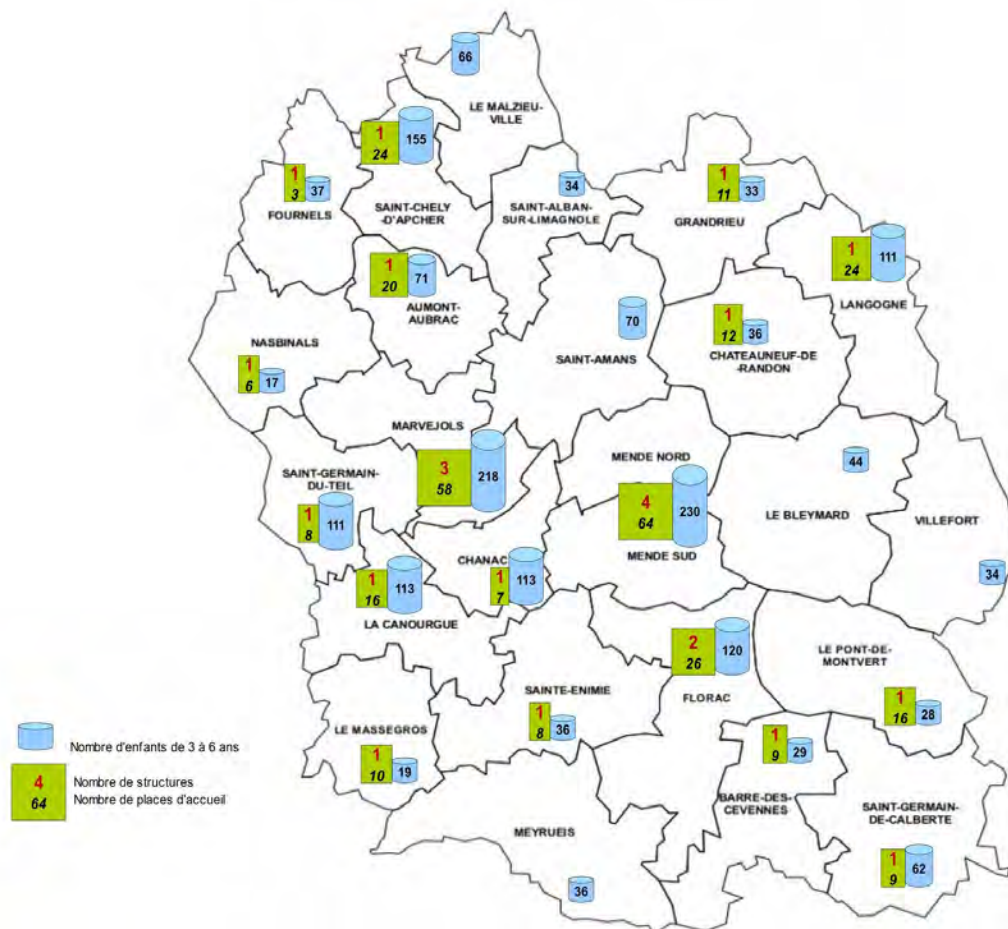 66
LE MALZIEU-
VILLE
1
24
155
SAINT-CHELY
-D'APCHER
1
3
37
FOURNELS
34
SAINT-ALBAN-
SUR-LIMAGNOLE
1
11
33
GRANDRIEU
1
24
111
LANGOGNE
1
20
71
AUMONT-
AUBRAC
70
SAINT-AMANS
1
12
36
CHATEAUNEUF-DE
-RANDON
NASBINALS
1
6
17
MARVEJOLS
3
58
218
MENDE NORD
4
64
230
MENDE SUD
44
LE BLEYMARD
VILLEFORT
34
SAINT-GERMAIN-
DU-TEIL
1
8
111
CHANAC
1
7
113
1
16
113
LA CANOURGUE
2
26
120
FLORAC
LE PONT-DE-
MONTVERT
1
16
28
SAINTE-ENIMIE
1
8
36
LE MASSEGROS
1
10
19
1
9
29
BARRE-DES-
CEVENNES
SAINT-GERMAIN-
DE-CALBERTE
1
9
62
MEYRUEIS
36
Nombre d'enfants de 3 à 6 ans
4
64
Nombre de structures
Nombre de places d'accueil